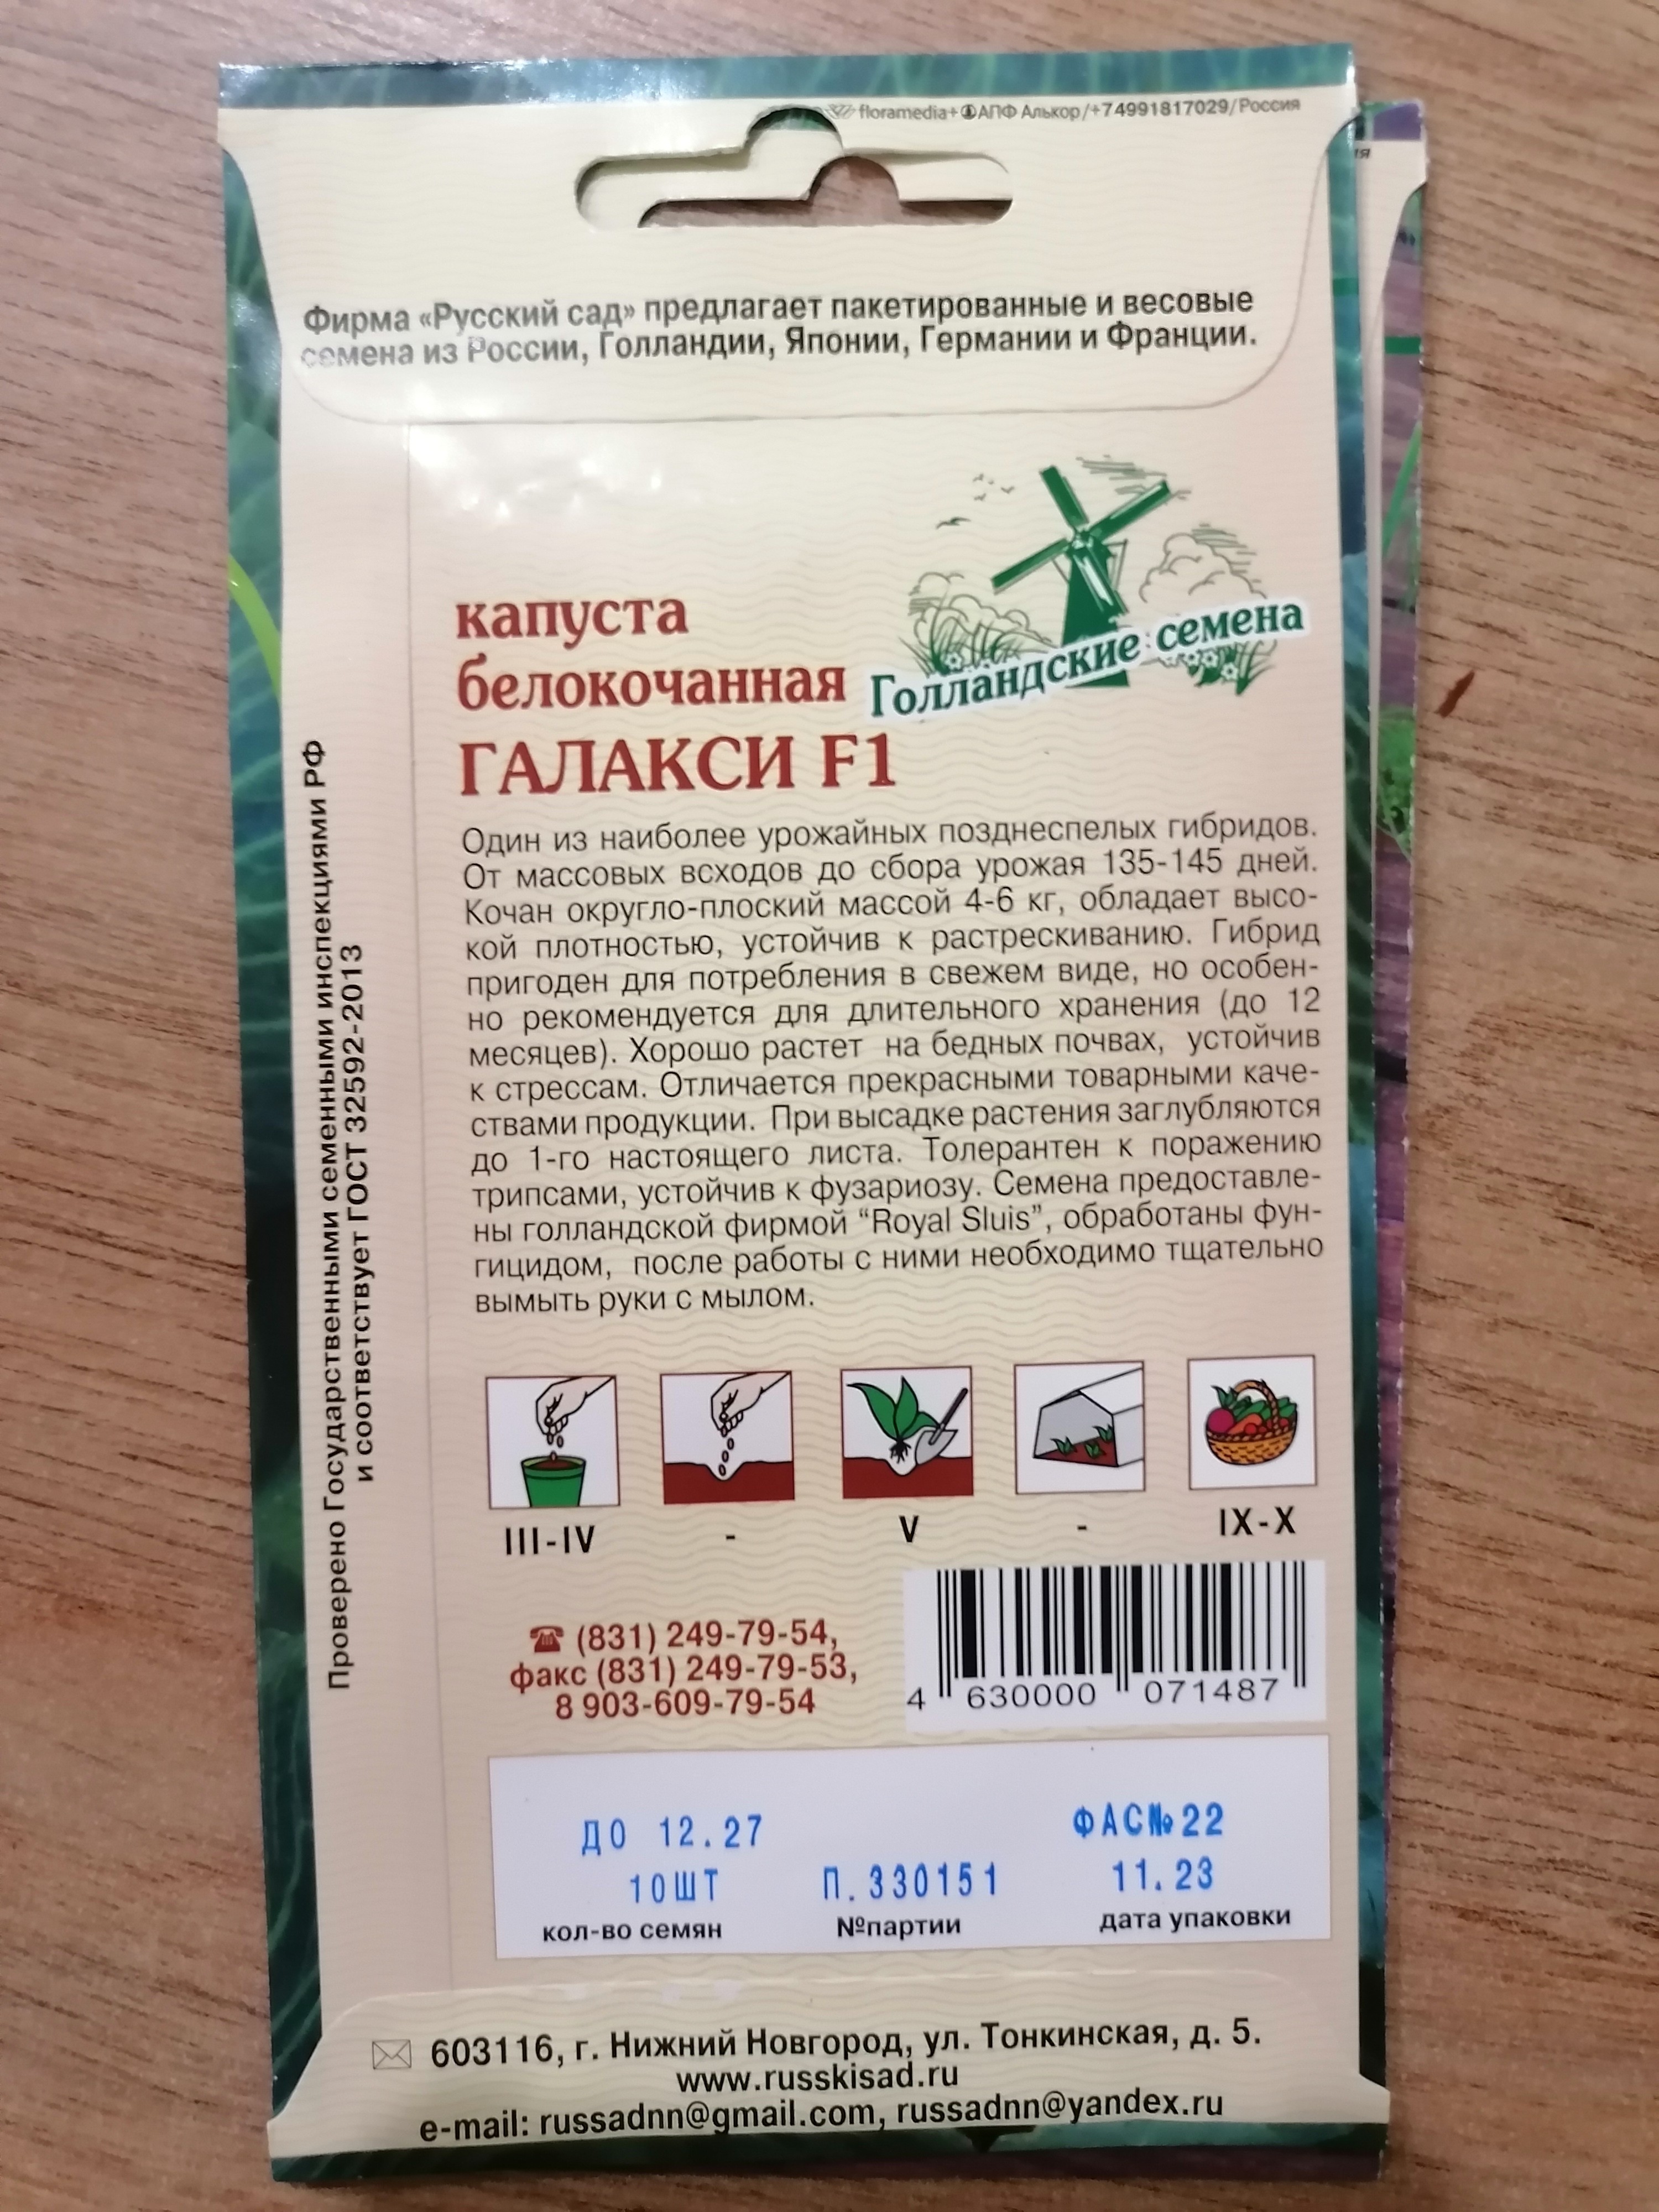 floramedia+ АПФ Алькор/+74991817029/Россия
ия
Фирма «Русский сад» предлагает пакетированные и весовые
семена из России, Голландии, Японии, Германии и Франции.
капуста
белокочанная
ГАЛАКСИ F1
Голландские семена
Один из наиболее урожайных позднеспелых гибридов.
От массовых всходов до сбора урожая 135-145 дней.
Кочан округло-плоский массой 4-6 кг, обладает высо-
кой плотностью, устойчив к растрескиванию. Гибрид
пригоден для потребления в свежем виде, но особен-
но рекомендуется для длительного хранения (до 12
месяцев). Хорошо растет на бедных почвах, устойчив
к стрессам. Отличается прекрасными товарными каче-
ствами продукции. При высадке растения заглубляются
до 1-го настоящего листа. Толерантен к поражению
трипсами, устойчив к фузариозу. Семена предоставле-
ны голландской фирмой “Royal Sluis”, обработаны фун-
гицидом, после работы с ними необходимо тщательно
вымыть руки с мылом.
Проверено Государственными семенными инспекциями РФ
и соответствует ГОСТ 32592-2013
III-IV - V - IX-X
☎ (831) 249-79-54,
факс (831) 249-79-53,
8 903-609-79-54
4 630000 071487
ДО 12.27 ФАС№22
10ШТ П.330151 11.23
кол-во семян №партии дата упаковки
603116, г. Нижний Новгород, ул. Тонкинская, д. 5.
www.russkisad.ru
e-mail: russadnn@gmail.com, russadnn@yandex.ru